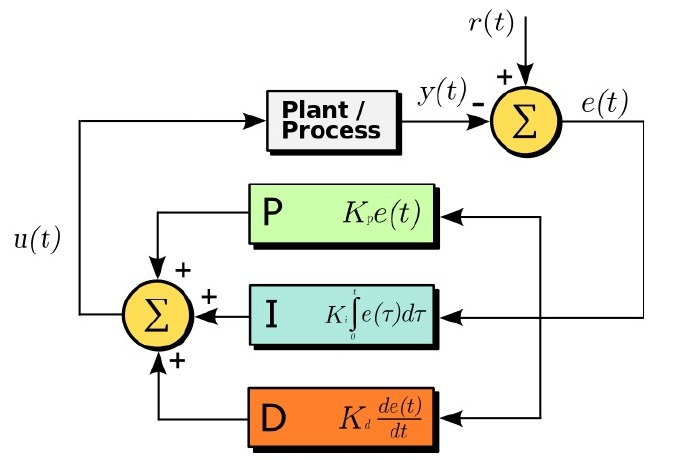 r(t)
+
Plant /
Process
y(t)
-
Σ
e(t)
P K_p e(t)
u(t)
+
+
Σ
I K_i ∫_0^t e(τ)dτ
+
D K_d de(t)/dt